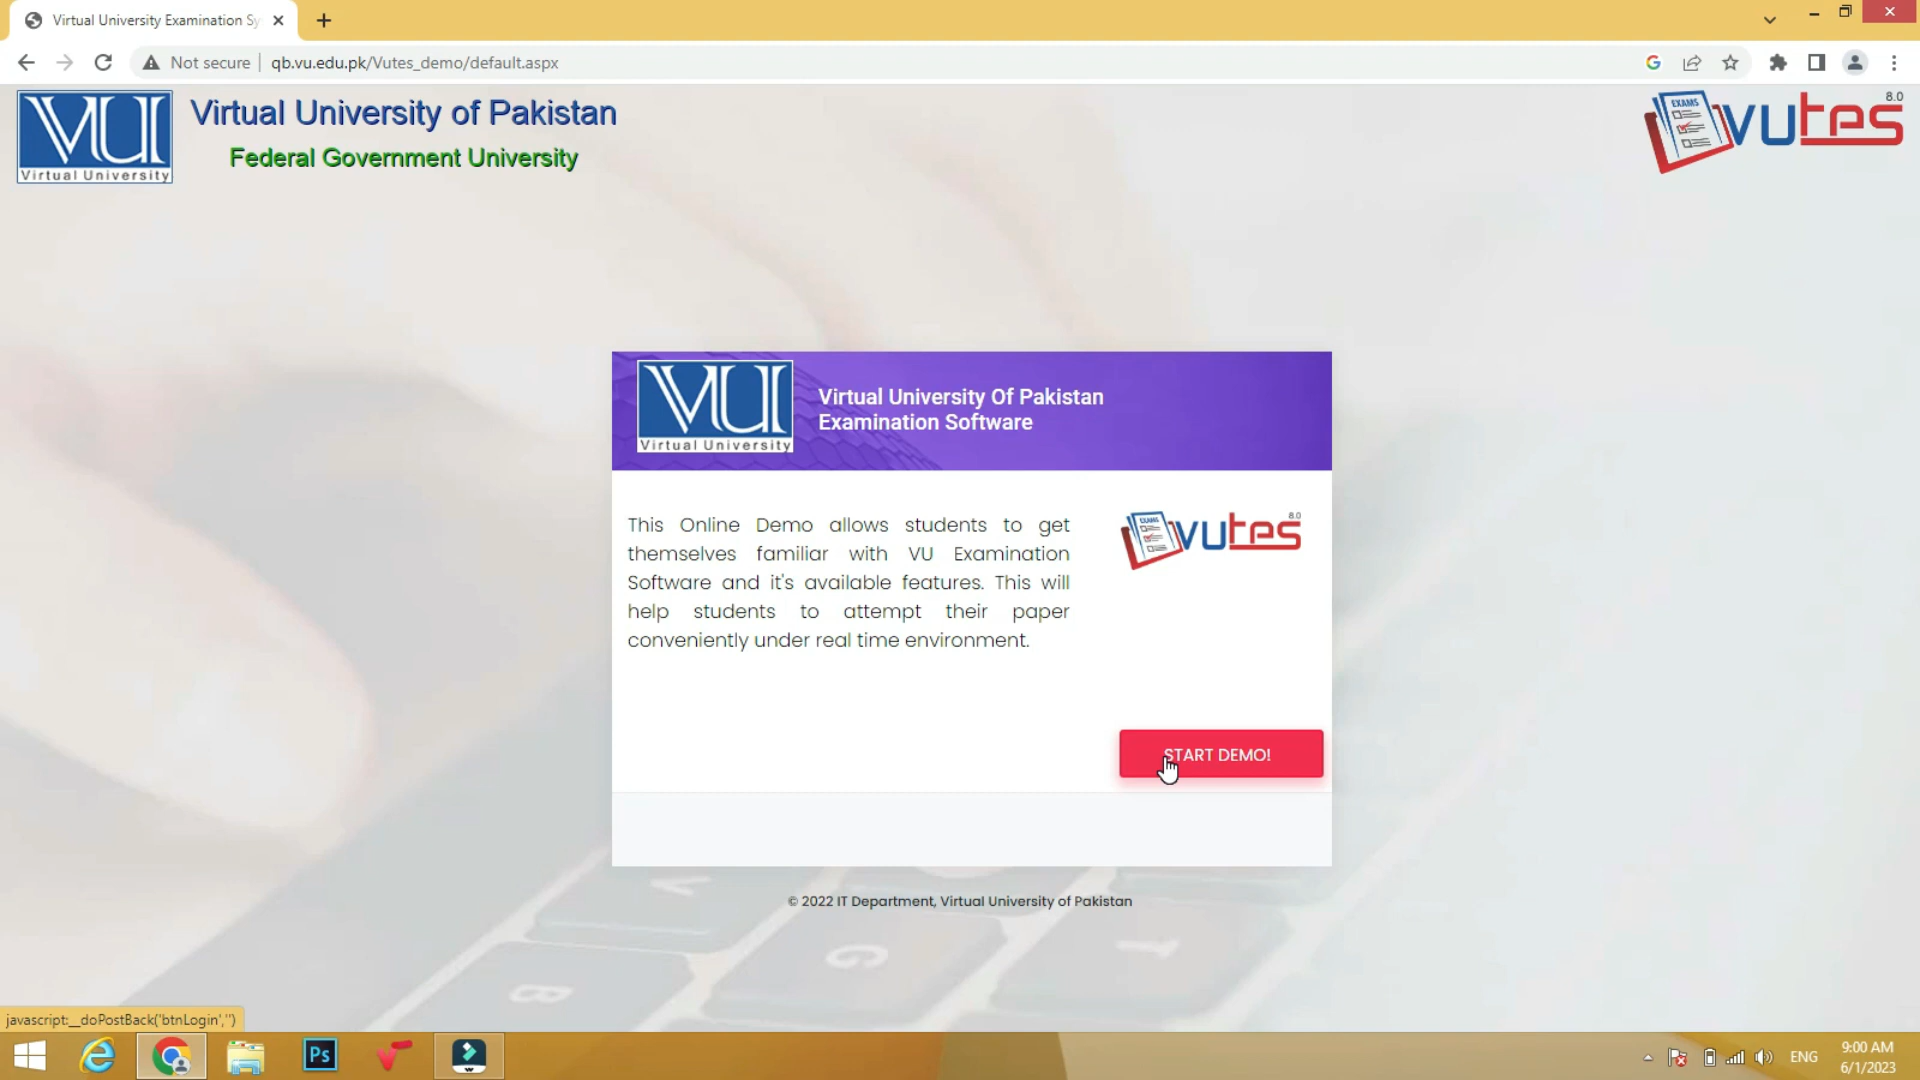 Virtual University Examination Sy
Not secure
qb.vu.edu.pk/Vutes_demo/default.aspx
VU
Virtual University
Virtual University of Pakistan
Federal Government University
EXAMS
vutes
8.0
VU
Virtual University
Virtual University Of Pakistan
Examination Software
This Online Demo allows students to get
themselves familiar with VU Examination
Software and it's available features. This will
help students to attempt their paper
conveniently under real time environment.
EXAMS
vutes
8.0
START DEMO!
© 2022 IT Department, Virtual University of Pakistan
V
G
T
B
javascript:__doPostBack('btnLogin','')
Ps
ENG
9:00 AM
6/1/2023